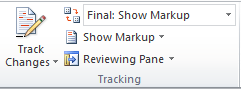 Final: Show Markup
Track Changes
Show Markup
Reviewing Pane
Tracking